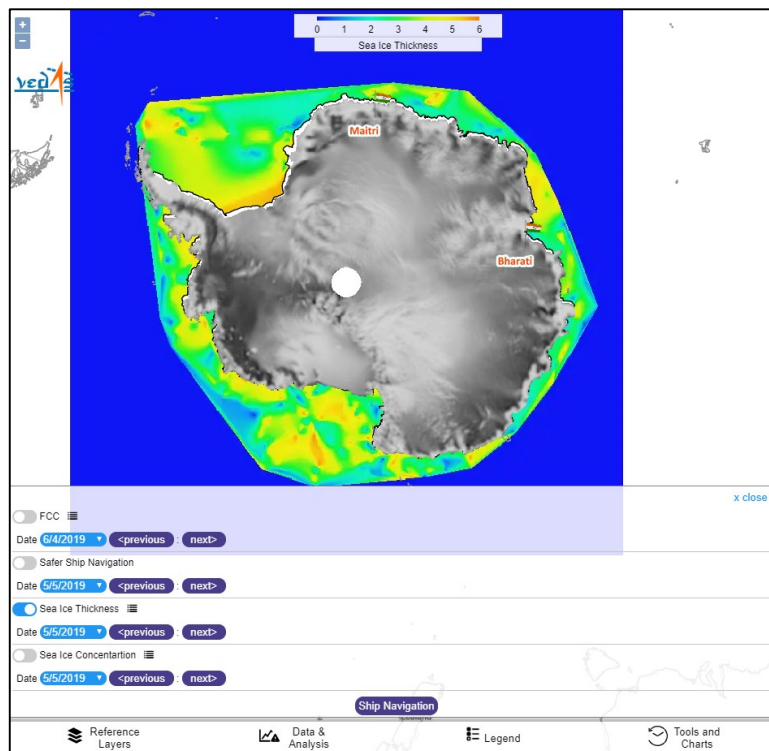 +
−
vedAs
0 1 2 3 4 5 6
Sea Ice Thickness
Maitri
Bharati
x close
FCC
Date 6/4/2019 <previous : next>
Safer Ship Navigation
Date 5/5/2019 <previous : next>
Sea Ice Thickness
Date 5/5/2019 <previous : next>
Sea Ice Concentartion
Date 5/5/2019 <previous : next>
Ship Navigation
Reference
Layers
Data &
Analysis
Legend
Tools and
Charts